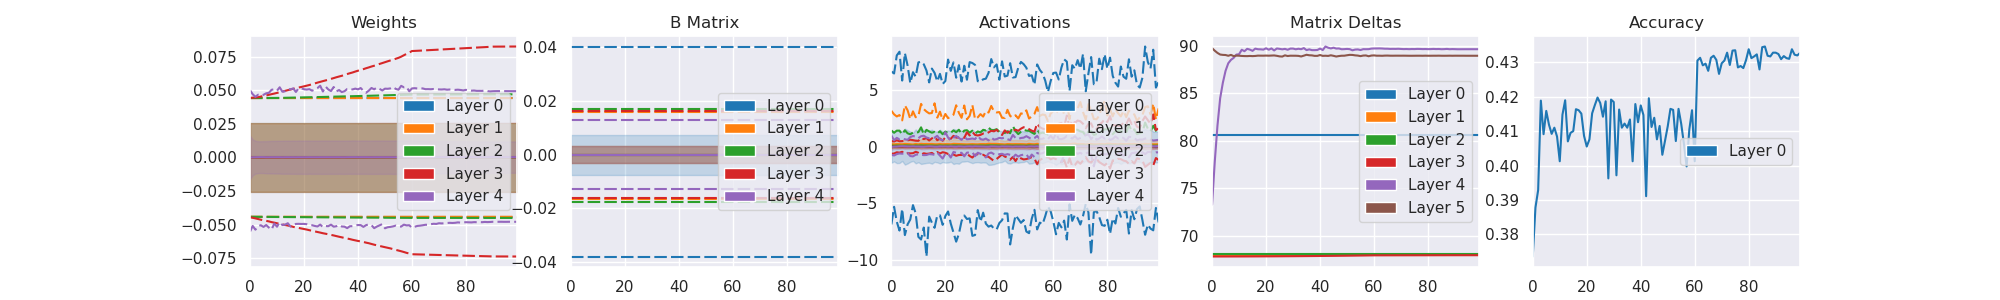 Weights
0.075
0.050
0.025
0.000
−0.025
−0.050
−0.075
0
20
40
60
80
Layer 0
Layer 1
Layer 2
Layer 3
Layer 4
B Matrix
0.04
0.02
0.00
−0.02
−0.04
0
20
40
60
80
Layer 0
Layer 1
Layer 2
Layer 3
Layer 4
Activations
5
0
−5
−10
0
20
40
60
80
Layer 0
Layer 1
Layer 2
Layer 3
Layer 4
Matrix Deltas
90
85
80
75
70
0
20
40
60
80
Layer 0
Layer 1
Layer 2
Layer 3
Layer 4
Layer 5
Accuracy
0.43
0.42
0.41
0.40
0.39
0.38
0
20
40
60
80
Layer 0